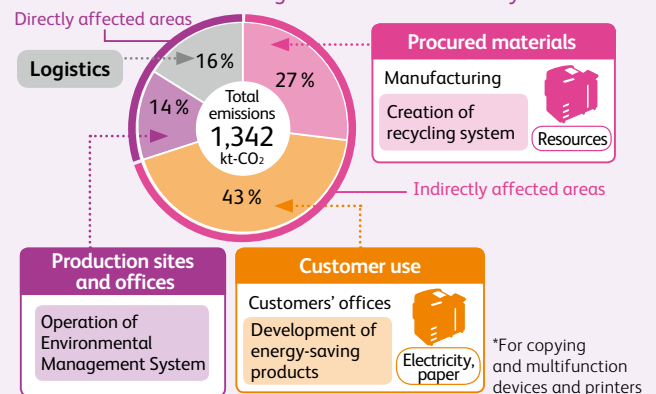 Directly affected areas
Logistics
16%
27%
14%
Total
emissions
1,342
kt-CO₂
43%
Procured materials
Manufacturing
Creation of
recycling system
Resources
Indirectly affected areas
Production sites
and offices
Operation of
Environmental
Management System
Customer use
Customers' offices
Development of
energy-saving
products
Electricity,
paper
*For copying
and multifunction
devices and printers